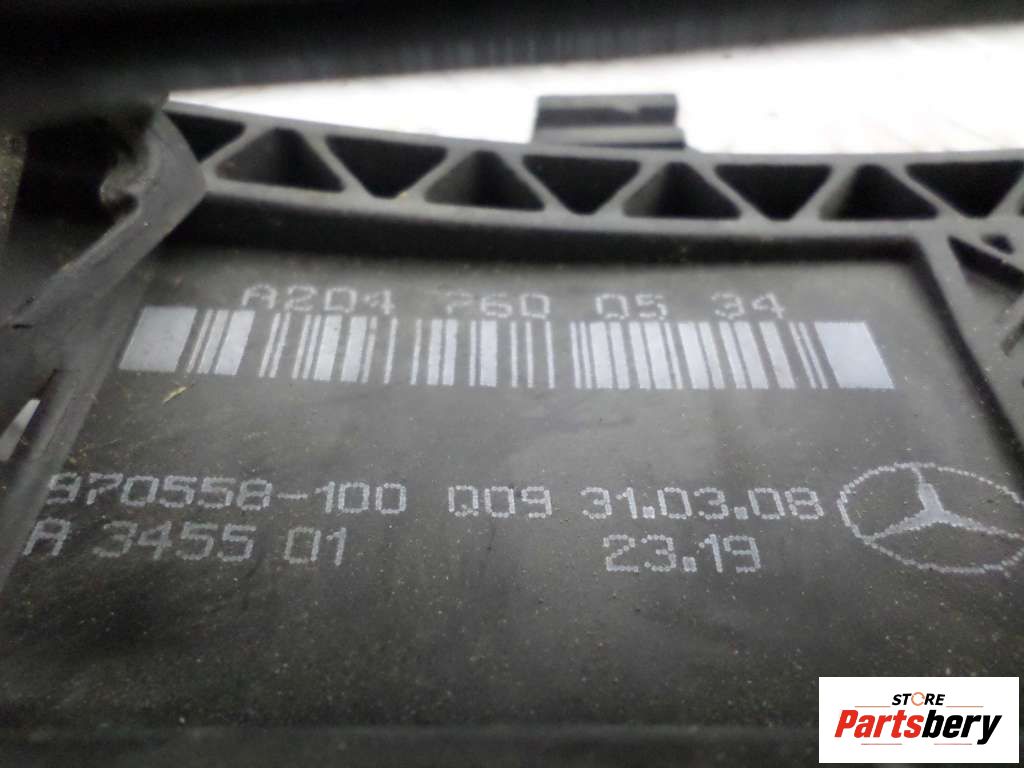 A204 760 05 34
970558-100 Q09 31.03.08
A 3455 01 23.19
STORE
Partsbery